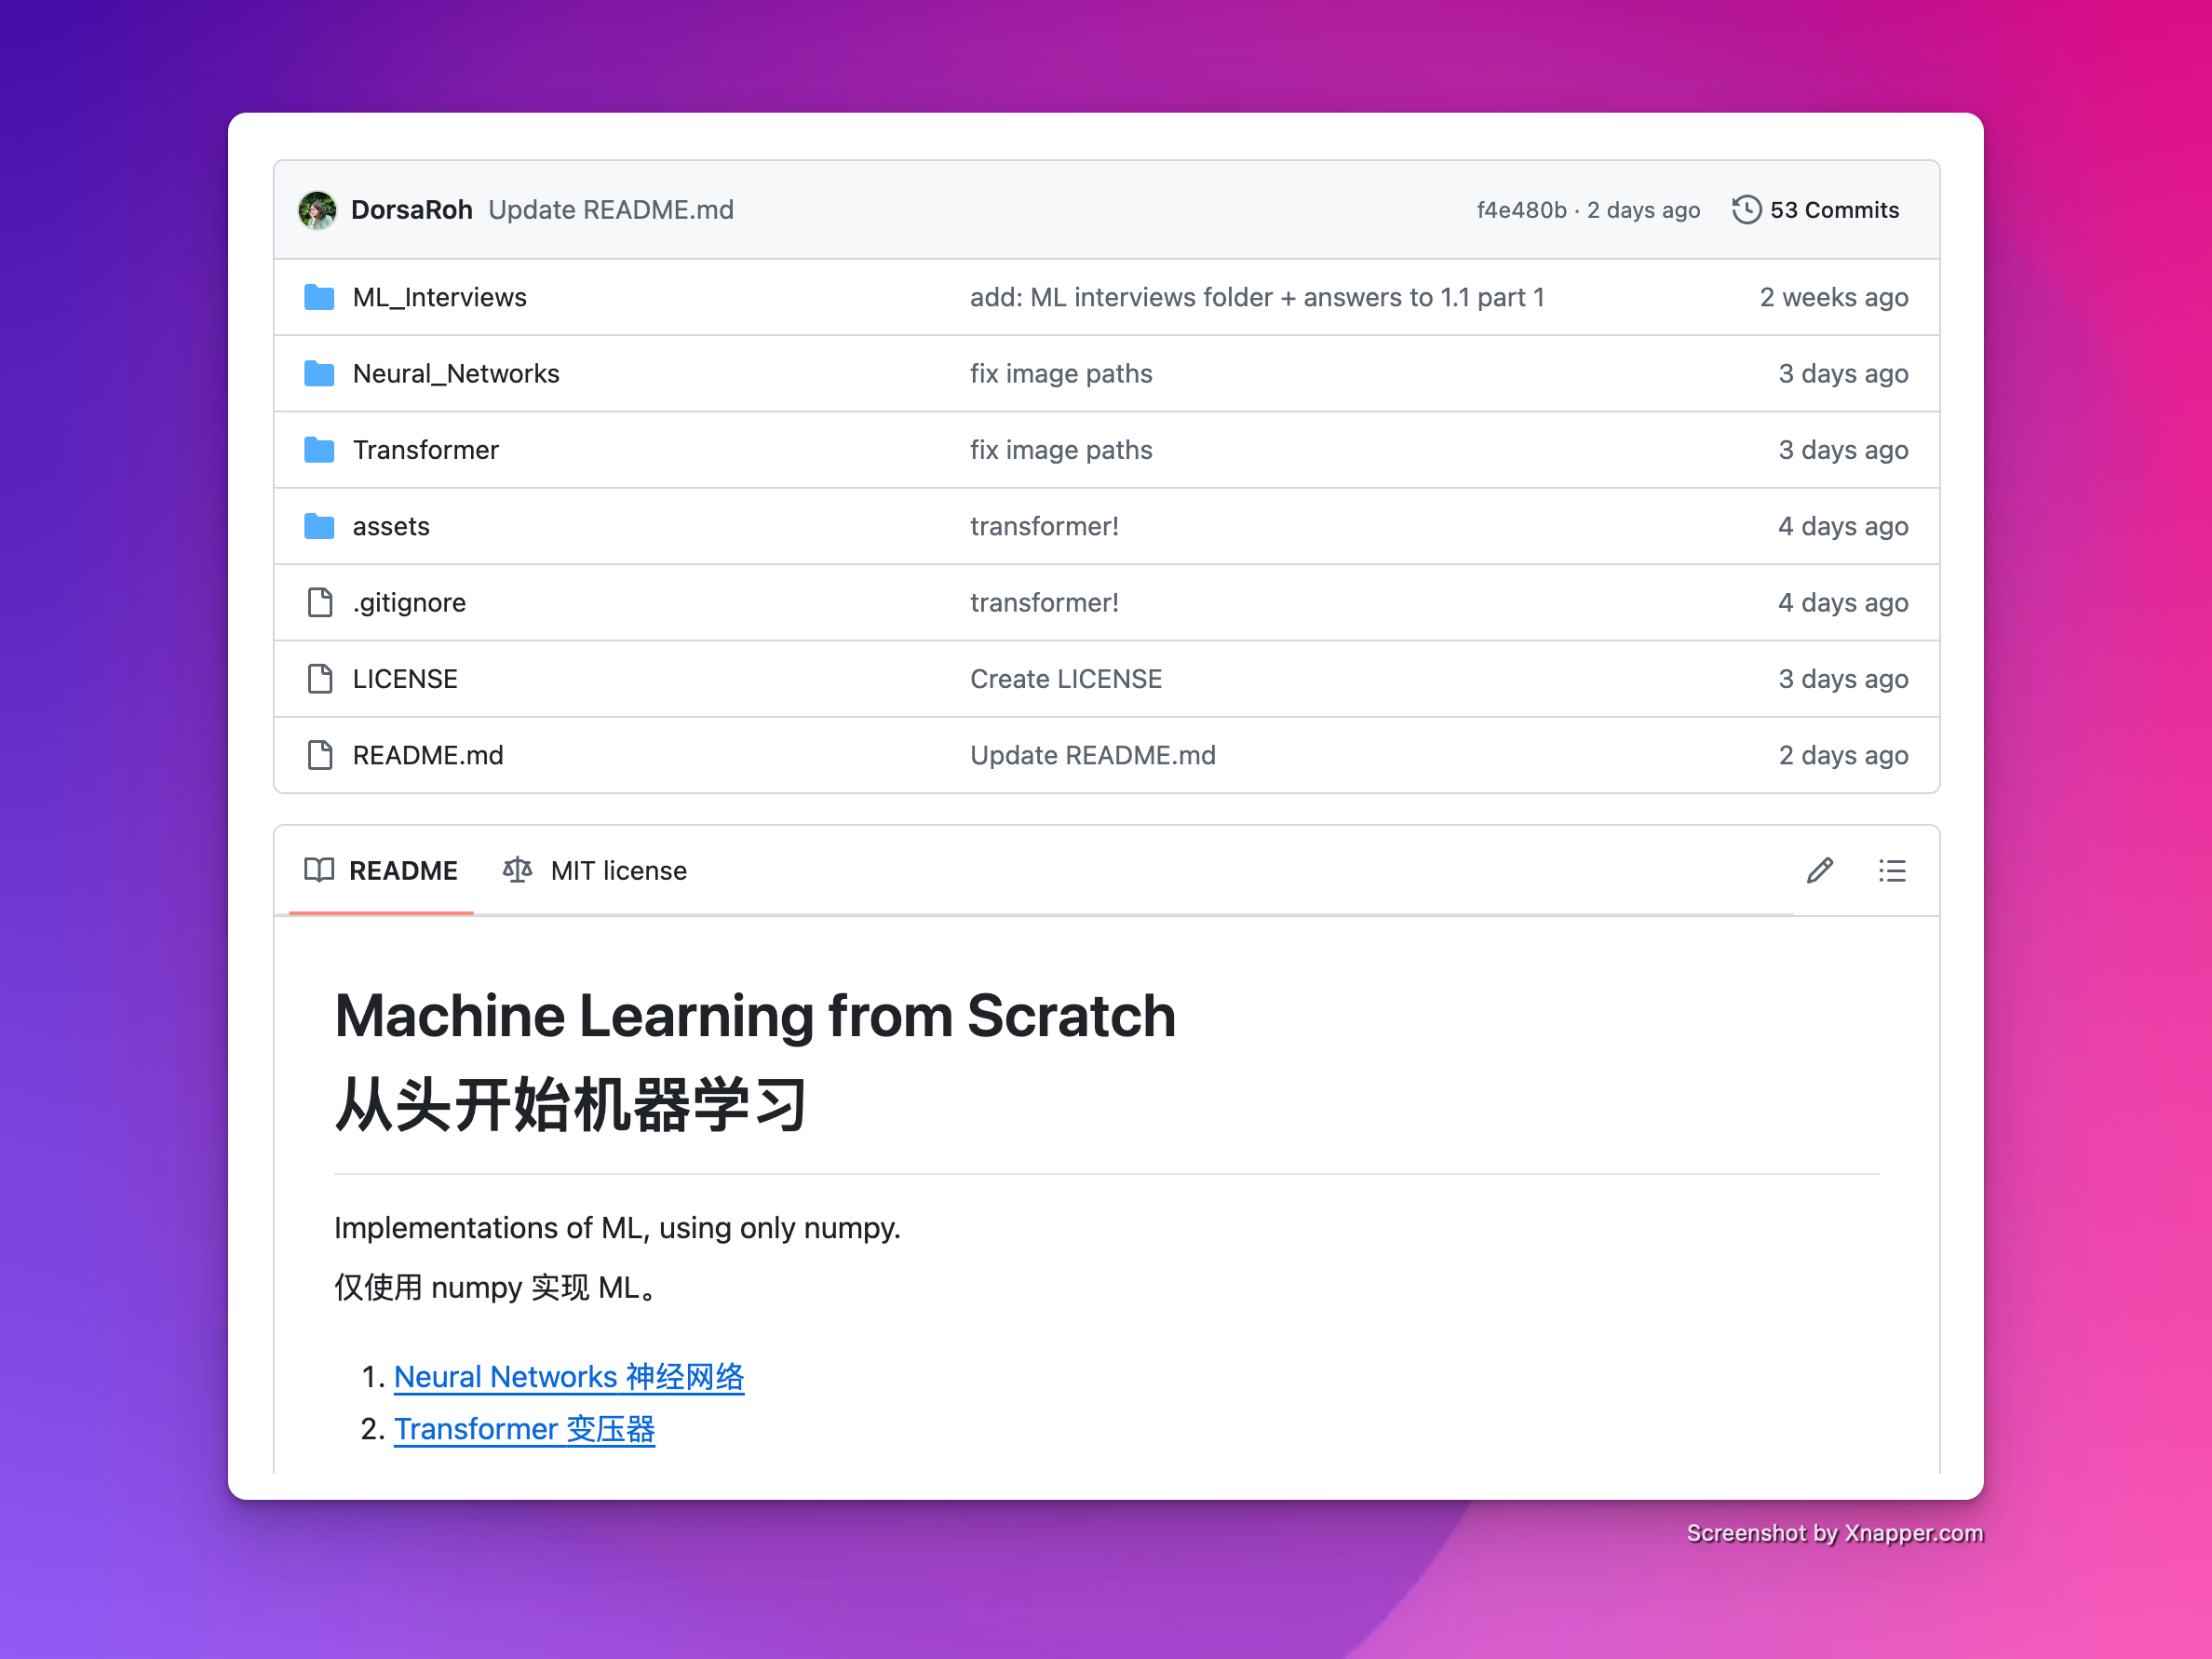 DorsaRoh Update README.md f4e480b · 2 days ago 53 Commits
ML_Interviews add: ML interviews folder + answers to 1.1 part 1 2 weeks ago
Neural_Networks fix image paths 3 days ago
Transformer fix image paths 3 days ago
assets transformer! 4 days ago
.gitignore transformer! 4 days ago
LICENSE Create LICENSE 3 days ago
README.md Update README.md 2 days ago
README MIT license
Machine Learning from Scratch
从头开始机器学习
Implementations of ML, using only numpy.
仅使用 numpy 实现 ML。
1. Neural Networks 神经网络
2. Transformer 变压器
Screenshot by Xnapper.com